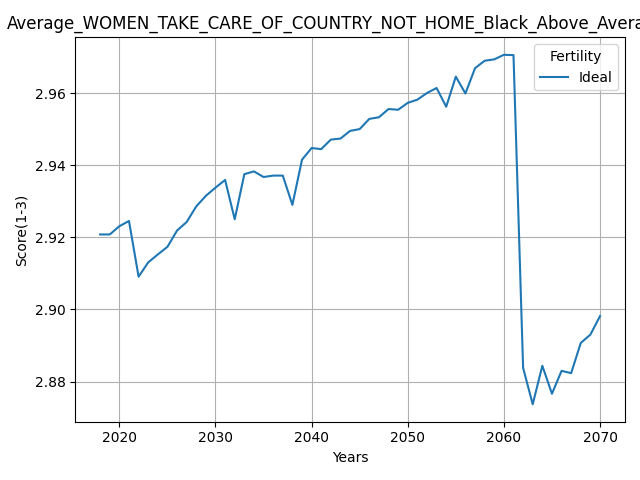 Average_WOMEN_TAKE_CARE_OF_COUNTRY_NOT_HOME_Black_Above_Avera
Fertility
Ideal
Score(1-3)
2.96
2.94
2.92
2.90
2.88
2020 2030 2040 2050 2060 2070
Years